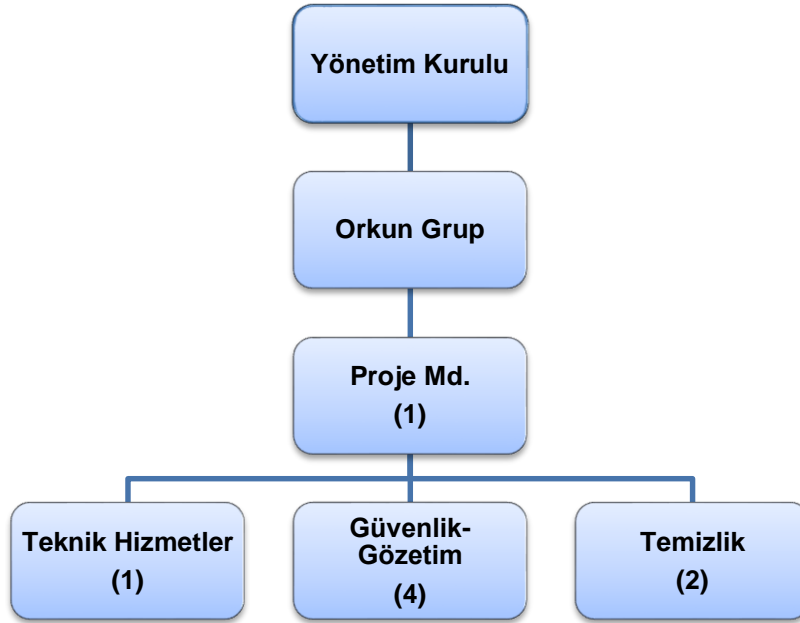 Yönetim Kurulu
Orkun Grup
Proje Md.
(1)
Teknik Hizmetler
(1)
Güvenlik-
Gözetim
(4)
Temizlik
(2)